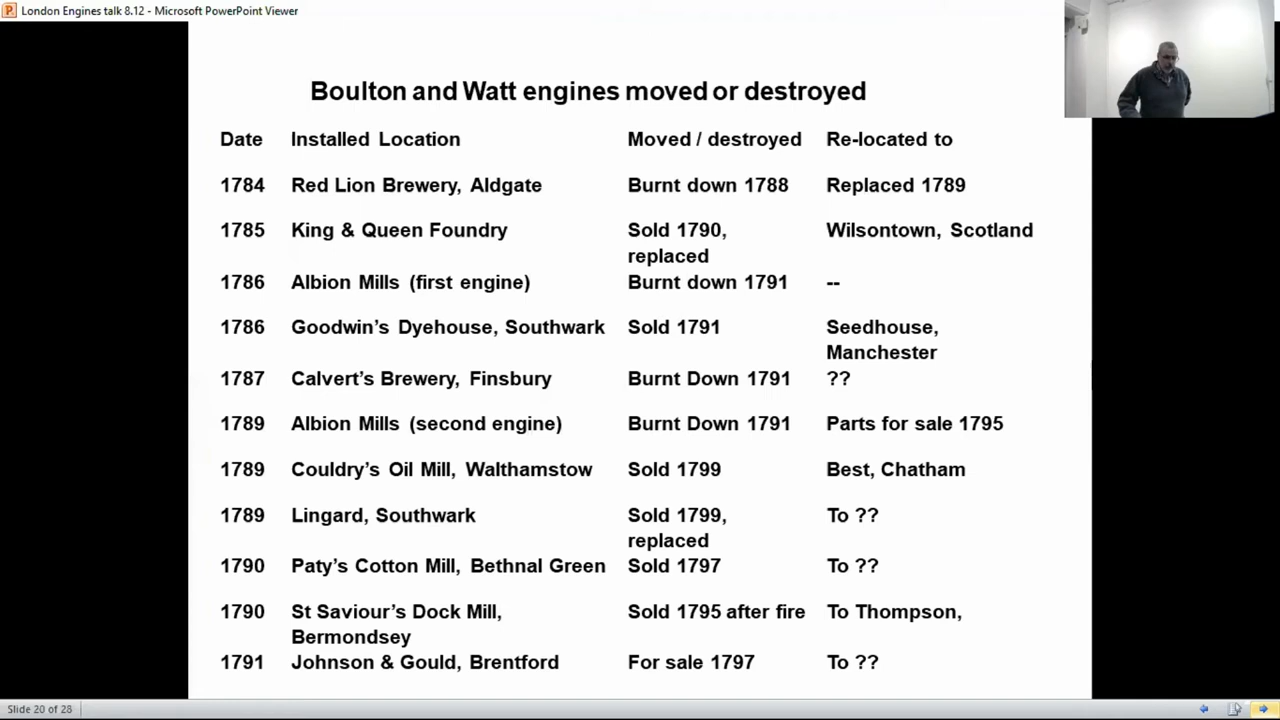 London Engines talk 8.12 - Microsoft PowerPoint Viewer
Boulton and Watt engines moved or destroyed
Date Installed Location Moved / destroyed Re-located to
1784 Red Lion Brewery, Aldgate Burnt down 1788 Replaced 1789
1785 King & Queen Foundry Sold 1790, Wilsontown, Scotland
replaced
1786 Albion Mills (first engine) Burnt down 1791 --
1786 Goodwin's Dyehouse, Southwark Sold 1791 Seedhouse,
Manchester
1787 Calvert's Brewery, Finsbury Burnt Down 1791 ??
1789 Albion Mills (second engine) Burnt Down 1791 Parts for sale 1795
1789 Couldry's Oil Mill, Walthamstow Sold 1799 Best, Chatham
1789 Lingard, Southwark Sold 1799, To ??
replaced
1790 Paty's Cotton Mill, Bethnal Green Sold 1797 To ??
1790 St Saviour's Dock Mill, Sold 1795 after fire To Thompson,
Bermondsey
1791 Johnson & Gould, Brentford For sale 1797 To ??
Slide 20 of 28